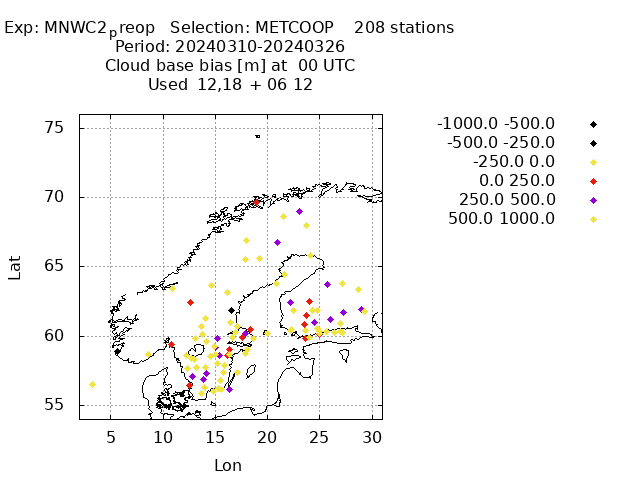 Exp: MNWC2preop Selection: METCOOP 208 stations
Period: 20240310-20240326
Cloud base bias [m] at 00 UTC
Used 12,18 + 06 12
-1000.0 -500.0
-500.0 -250.0
-250.0 0.0
0.0 250.0
250.0 500.0
500.0 1000.0
75
70
65
60
55
Lat
5 10 15 20 25 30
Lon